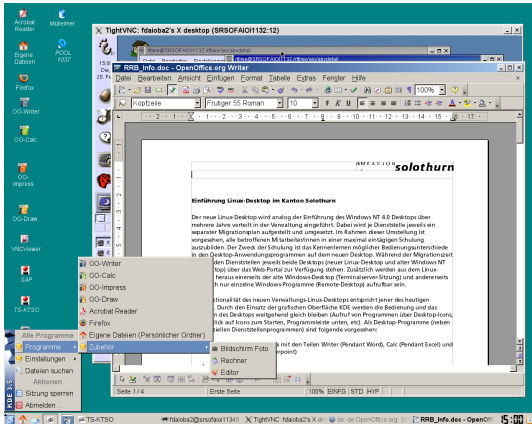 Acrobat
Reader
Eigene
Dateien
POOL
1037
Firefox
OO-Writer
OO-Calc
OO-
Impress
OO-Draw
VNCViewer
SAP
TS-KTSO
TightVNC: fdaioba2's X desktop (SRSOFAIOI1132:12)
RRB_Info.doc - OpenOffice.org Writer
Datei Bearbeiten Ansicht Einfügen Format Tabelle Extras Fenster Hilfe
100%
Kopfzeile
Frutiger 55 Roman
10
F K U
solothurn
Einführung Linux-Desktop im Kanton Solothurn
Der neue Linux-Desktop wird analog der Einführung des Windows NT 4.0 Desktops über
mehrere Jahre verteilt in der Verwaltung eingeführt. Dabei wird je Dienststelle jeweils ein
separater Migrationsplan aufgestellt und umgesetzt. Im Rahmen dieser Umstellung ist
vorgesehen, alle betroffenen Mitarbeiterinnen in einer maximal eintägigen Schulung
auszubilden. Der Zweck der Schulung ist das Kennenlernen möglicher Bedienungsunterschiede
in den Desktop-Anwendungsprogrammen auf dem neuen Desktop. Während der Migrationszeit
den Dienststellen jeweils beide Desktops (neuer Linux-Desktop und alter Windows NT
top) über das Web-Portal zur Verfügung stehen. Zusätzlich werden aus dem Linux-
heraus einerseits der alte Windows-Desktop (Terminalserver-Sitzung) und andererseits
ch nur einzelne Windows-Programme (Remote-Desktop) aufrufbar sein.
ktionalität des neuen Verwaltungs-Linux-Desktops entspricht jener des heutigen
Durch den Einsatz der grafischen Oberfläche KDE werden die Bedienung und das
en des Desktops weitgehend gleich bleiben (Aufruf von Programmen über Desktop-Icons,
klick auf Icons zum Starten, Programmleiste unten, etc). Als Desktop-Programme (neben
ziellen Dienststellenprogrammen) sind folgende vorgesehen:
mit den Teilen Writer (Pendant Word), Calc (Pendant Excel) und
OO-Writer
OO-Calc
OO-Impress
OO-Draw
Acrobat Reader
Firefox
Eigene Dateien (Persönlicher Ordner)
Zubehör
Bildschirm Foto
Rechner
Editor
Alle Programme
Programme
Einstellungen
Dateien suchen
Aktionen
Sitzung sperren
Abmelden ...
KDE 3.5
Seite 1/4
Erste Seite
100% EINFG STD HYP
TS-KTSO
TightVNC: fdaioba2's X de
RRB_Info.doc - OpenOff